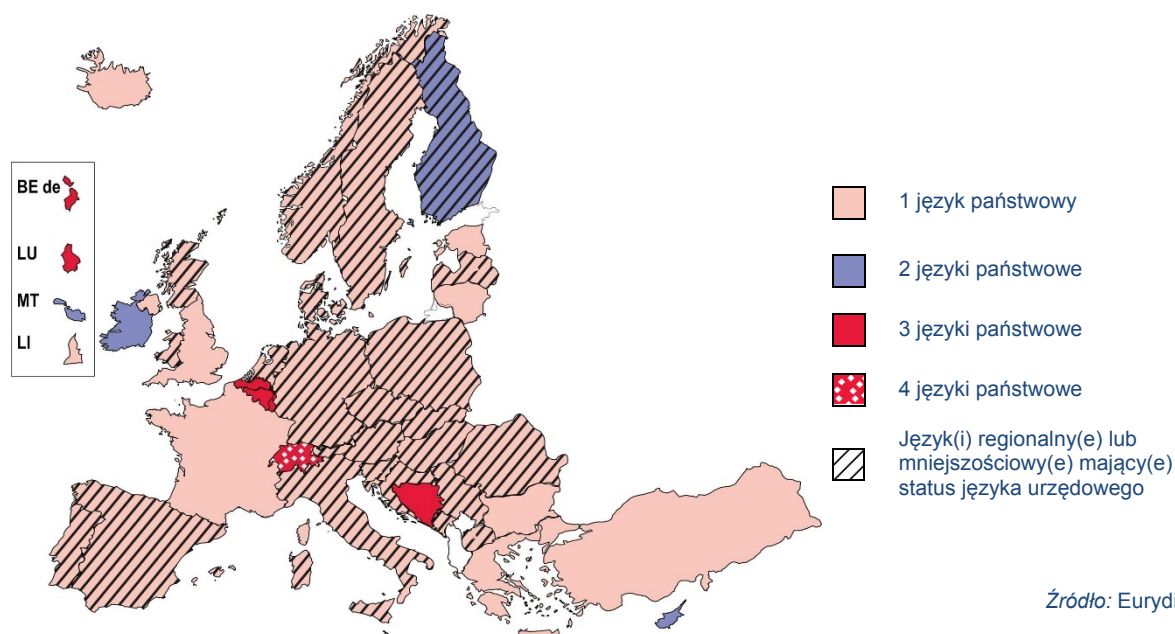 BE de
LU
MT
LI
1 język państwowy
2 języki państwowe
3 języki państwowe
4 języki państwowe
Język(i) regionalny(e) lub
mniejszościowy(e) mający(e)
status języka urzędowego
Źródło: Eurydi